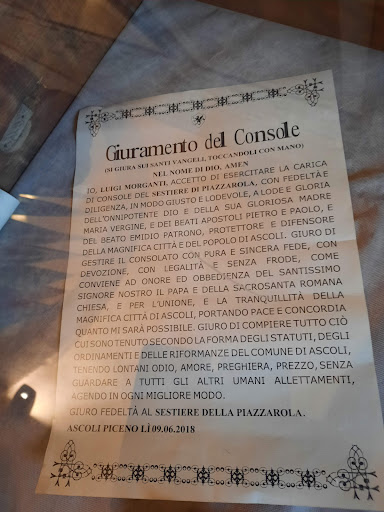 Giuramento del Console
(SI GIURA SUI SANTI VANGELI, TOCCANDOLI CON MANO)
NEL NOME DI DIO. AMEN
IO, LUIGI MORGANTI, ACCETTO DI ESERCITARE LA CARICA
DI CONSOLE DEL SESTIERE DI PIAZZAROLA, CON FEDELTÀ E
DILIGENZA, IN MODO GIUSTO E LODEVOLE, A LODE E GLORIA
DELL'ONNIPOTENTE DIO E DELLA SUA GLORIOSA MADRE
MARIA VERGINE, E DEI BEATI APOSTOLI PIETRO E PAOLO, E
DEL BEATO EMIDIO PATRONO, PROTETTORE E DIFENSORE
DELLA MAGNIFICA CITTÀ E DEL POPOLO DI ASCOLI. GIURO DI
GESTIRE IL CONSOLATO CON PURA E SINCERA FEDE, CON
DEVOZIONE, CON LEGALITÀ E SENZA FRODE, COME
CONVIENE AD ONORE ED OBBEDIENZA DEL SANTISSIMO
SIGNORE NOSTRO IL PAPA E DELLA SACROSANTA ROMANA
CHIESA, E PER L'UNIONE, E LA TRANQUILLITÀ DELLA
MAGNIFICA CITTÀ DI ASCOLI, PORTANDO PACE E CONCORDIA
QUANTO MI SARÀ POSSIBILE. GIURO DI COMPIERE TUTTO CIÒ
CUI SONO TENUTO SECONDO LA FORMA DEGLI STATUTI, DEGLI
ORDINAMENTI E DELLE RIFORMANZE DEL COMUNE DI ASCOLI,
TENENDO LONTANI ODIO, AMORE, PREGHIERA, PREZZO, SENZA
GUARDARE A TUTTI GLI ALTRI UMANI ALLETTAMENTI,
AGENDO IN OGNI MIGLIORE MODO.
GIURO FEDELTÀ AL SESTIERE DELLA PIAZZAROLA.
ASCOLI PICENO LÌ 09.06.2018